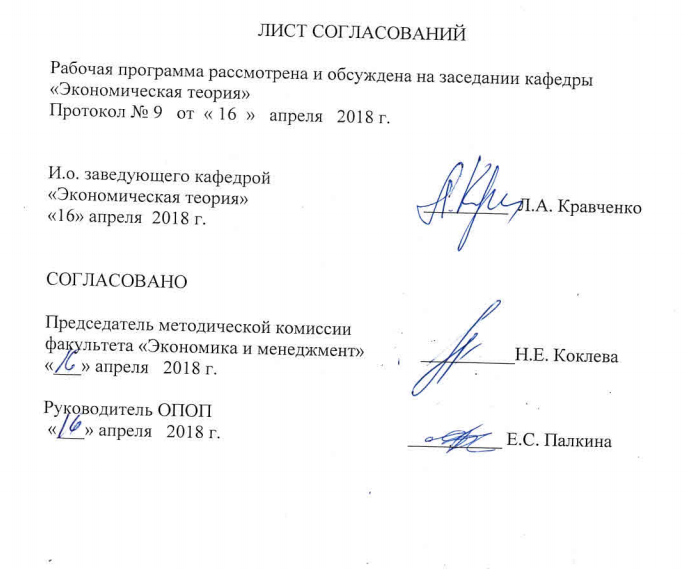 ЛИСТ СОГЛАСОВАНИЙ
Рабочая программа рассмотрена и обсуждена на заседании кафедры
«Экономическая теория»
Протокол № 9 от « 16 » апреля 2018 г.
И.о. заведующего кафедрой
«Экономическая теория»
«16» апреля 2018 г.
Л.А. Кравченко
СОГЛАСОВАНО
Председатель методической комиссии
факультета «Экономика и менеджмент»
«16» апреля 2018 г.
Н.Е. Коклева
Руководитель ОПОП
«16» апреля 2018 г.
Е.С. Палкина